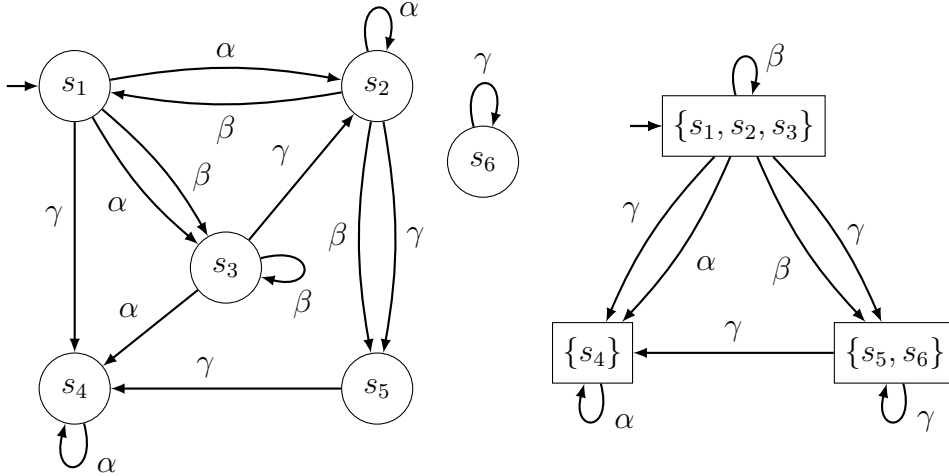 α
s₁
α
s₂
γ
β
{s₁, s₂, s₃}
β
s₆
γ
β
γ
α
γ
β
γ
γ
α
β
γ
s₃
β
α
γ
{s₄}
γ
{s₅, s₆}
s₄
γ
s₅
α
γ
α